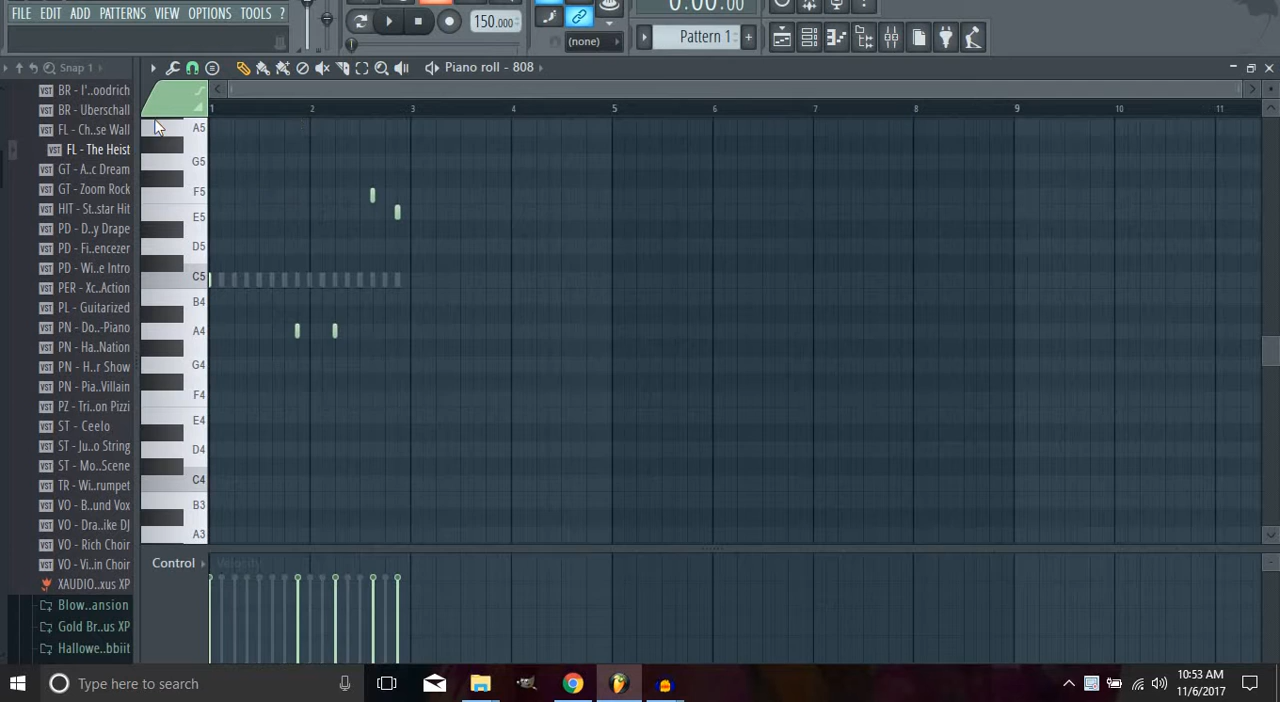 FILE EDIT ADD PATTERNS VIEW OPTIONS TOOLS ?
150.000
0:00:00
(none)
Pattern 1
Snap 1
Piano roll - 808
BR - I'..oodrich
BR - Uberschall
FL - Ch..se Wall
FL - The Heist
GT - A..c Dream
GT - Zoom Rock
HIT - St..star Hit
PD - D..y Drape
PD - Fi..encezer
PD - Wi..e Intro
PER - Xc..Action
PL - Guitarized
PN - Do..-Piano
PN - Ha..Nation
PN - H..r Show
PN - Pia..Villain
PZ - Tri..on Pizzi
ST - Ceelo
ST - Ju..o String
ST - Mo..Scene
TR - Wi..rumpet
VO - B..und Vox
VO - Dra..ike DJ
VO - Rich Choir
VO - Vi..in Choir
XAUDIO..xus XP
Blow..ansion
Gold Br..us XP
Hallowe..bbiit
1 2 3 4 5 6 7 8 9 10 11
A5
G5
F5
E5
D5
C5
B4
A4
G4
F4
E4
D4
C4
B3
A3
Control
Velocity
Type here to search
10:53 AM
11/6/2017